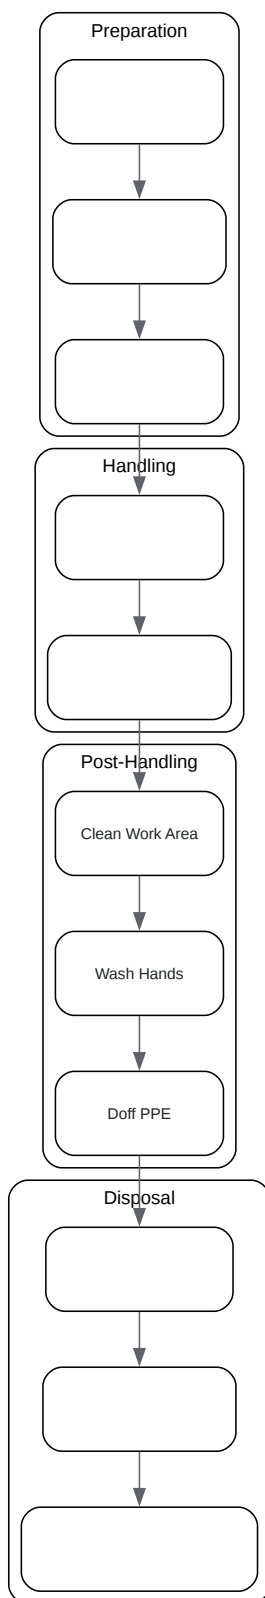 Preparation
Handling
Post-Handling
Clean Work Area
Wash Hands
Doff PPE
Disposal